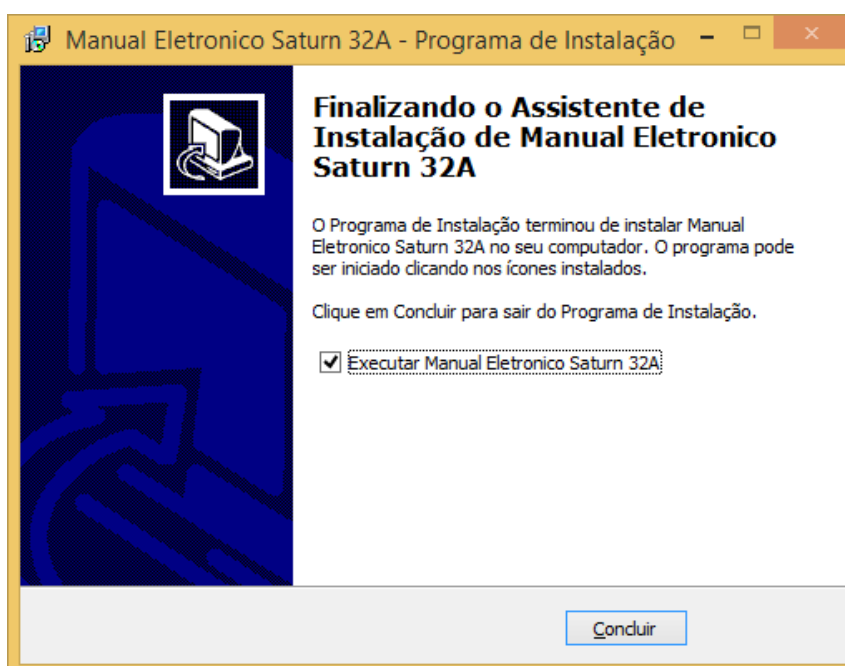 Manual Eletronico Saturn 32A - Programa de Instalação
Finalizando o Assistente de
Instalação de Manual Eletronico
Saturn 32A
O Programa de Instalação terminou de instalar Manual
Eletronico Saturn 32A no seu computador. O programa pode
ser iniciado clicando nos ícones instalados.
Clique em Concluir para sair do Programa de Instalação.
Executar Manual Eletronico Saturn 32A
Concluir